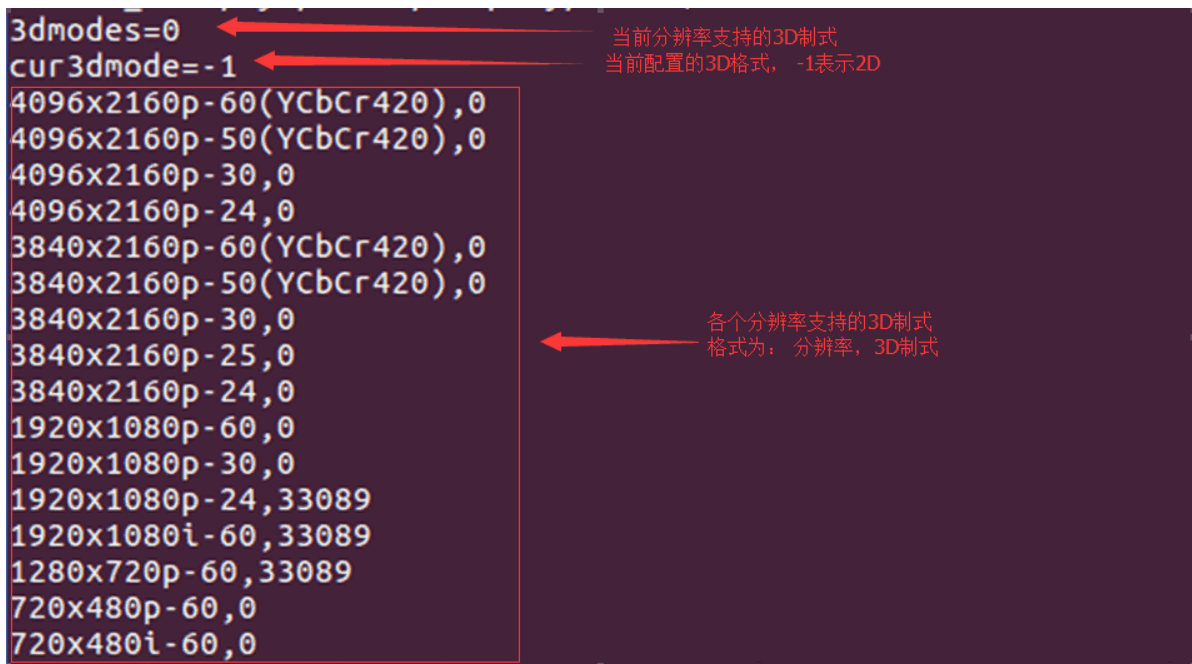 3dmodes=0
当前分辨率支持的3D制式
cur3dmode=-1
当前配置的3D格式, -1表示2D
4096x2160p-60(YCbCr420),0
4096x2160p-50(YCbCr420),0
4096x2160p-30,0
4096x2160p-24,0
3840x2160p-60(YCbCr420),0
3840x2160p-50(YCbCr420),0
3840x2160p-30,0
3840x2160p-25,0
3840x2160p-24,0
1920x1080p-60,0
1920x1080p-30,0
1920x1080p-24,33089
1920x1080i-60,33089
1280x720p-60,33089
720x480p-60,0
720x480i-60,0
各个分辨率支持的3D制式
格式为: 分辨率, 3D制式